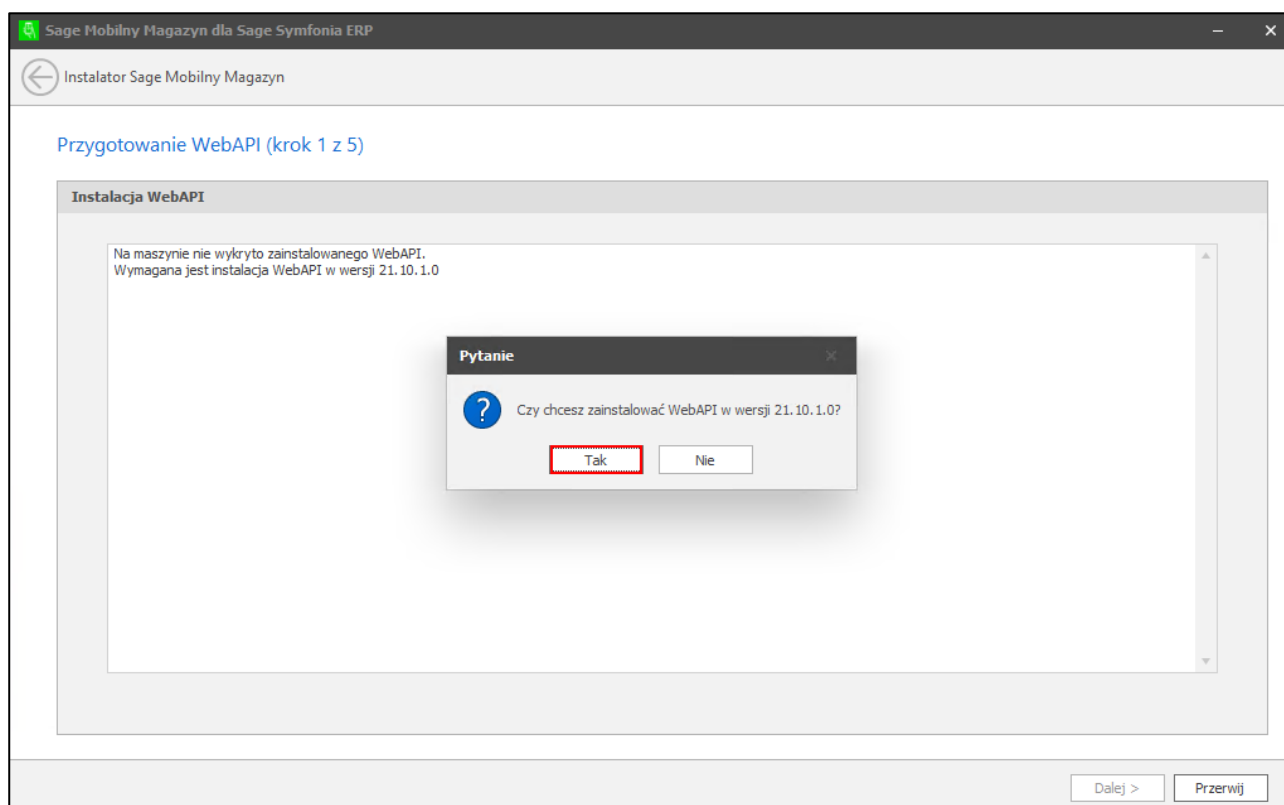 Sage Mobilny Magazyn dla Sage Symfonia ERP
Instalator Sage Mobilny Magazyn
Przygotowanie WebAPI (krok 1 z 5)
Instalacja WebAPI
Na maszynie nie wykryto zainstalowanego WebAPI.
Wymagana jest instalacja WebAPI w wersji 21.10.1.0
Pytanie
Czy chcesz zainstalować WebAPI w wersji 21.10.1.0?
Tak Nie
Dalej > Przerwij